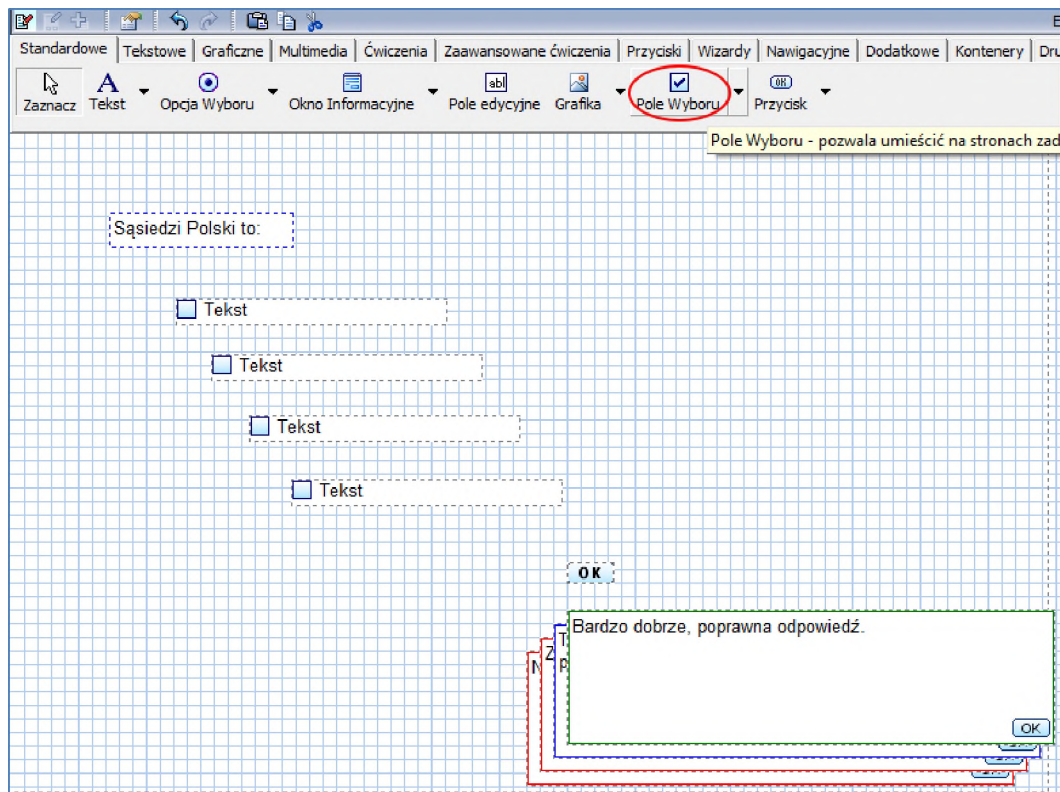 Standardowe Tekstowe Graficzne Multimedia Ćwiczenia Zaawansowane ćwiczenia Przyciski Wizardy Nawigacyjne Dodatkowe Kontenery Dru
Zaznacz Tekst Opcja Wyboru Okno Informacyjne Pole edycyjne Grafika Pole Wyboru Przycisk
Pole Wyboru - pozwala umieścić na stronach zad
Sąsiedzi Polski to:
Tekst
Tekst
Tekst
Tekst
OK
Bardzo dobrze, poprawna odpowiedź.
T
Z
N p
OK